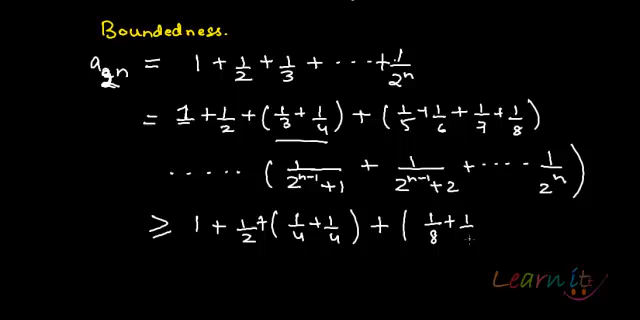 Boundedness.
a_{2^n} = 1 + 1/2 + 1/3 + ----- + 1/2^n
= 1 + 1/2 + (1/3 + 1/4) + (1/5 + 1/6 + 1/7 + 1/8)
..... (1/(2^{n-1}+1) + 1/(2^{n-1}+2) + ..... 1/2^n)
≥ 1 + 1/2 + (1/4 + 1/4) + (1/8 + 1/
Learnit